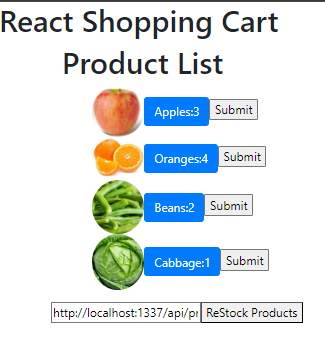 React Shopping Cart
Product List
Apples:3 Submit
Oranges:4 Submit
Beans:2 Submit
Cabbage:1 Submit
http://localhost:1337/api/pr ReStock Products